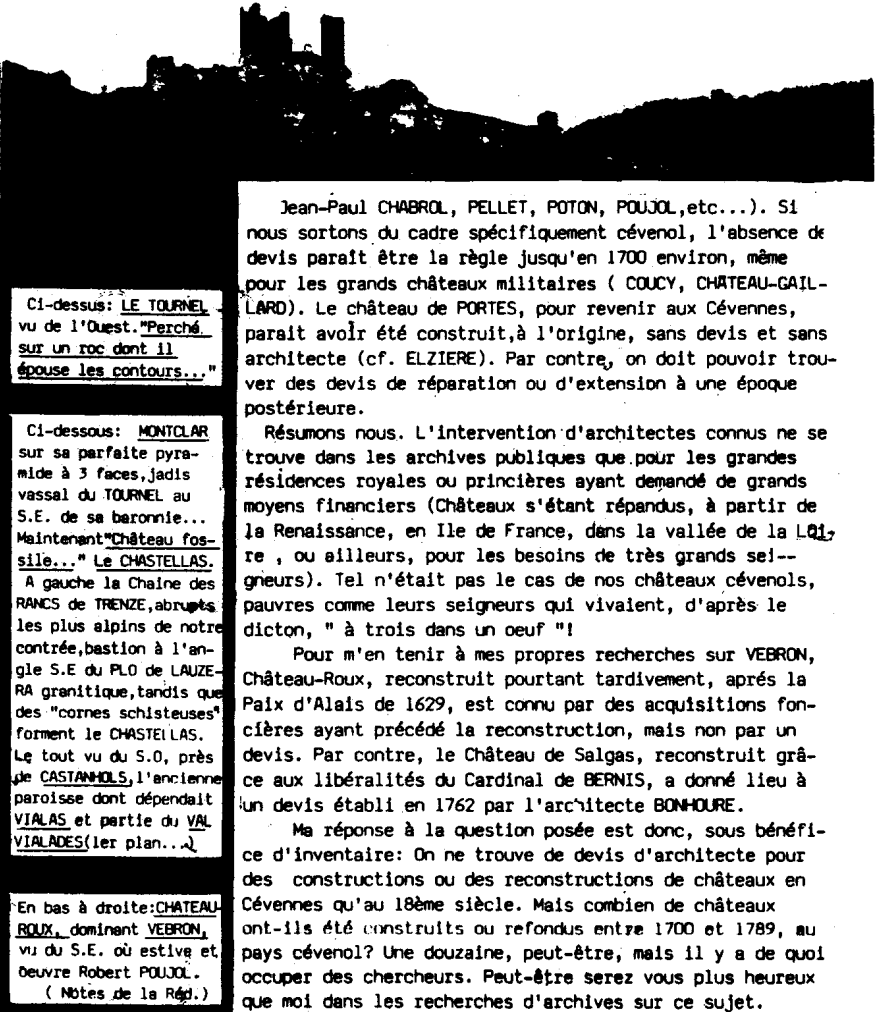 Jean-Paul CHABROL, PELLET, POTON, POUJOL,etc...). Si
nous sortons du cadre spécifiquement cévenol, l'absence de
devis parait être la règle jusqu'en 1700 environ, même
pour les grands châteaux militaires ( COUCY, CHATEAU-GAIL-
LARD). Le château de PORTES, pour revenir aux Cévennes,
parait avoir été construit,à l'origine, sans devis et sans
architecte (cf. ELZIERE). Par contre, on doit pouvoir trou-
ver des devis de réparation ou d'extension à une époque
postérieure.
Résumons nous. L'intervention d'architectes connus ne se
trouve dans les archives publiques que pour les grandes
résidences royales ou princières ayant demandé de grands
moyens financiers (Châteaux s'étant répandus, à partir de
la Renaissance, en Ile de France, dans la vallée de la Loi-
re , ou ailleurs, pour les besoins de très grands sei--
gneurs). Tel n'était pas le cas de nos châteaux cévenols,
pauvres comme leurs seigneurs qui vivaient, d'après le
dicton, " à trois dans un oeuf "!
Pour m'en tenir à mes propres recherches sur VEBRON,
Château-Roux, reconstruit pourtant tardivement, aprés la
Paix d'Alais de 1629, est connu par des acquisitions fon-
cières ayant précédé la reconstruction, mais non par un
devis. Par contre, le Château de Salgas, reconstruit grâ-
ce aux libéralités du Cardinal de BERNIS, a donné lieu à
un devis établi en 1762 par l'architecte BONHOURE.
Ma réponse à la question posée est donc, sous bénéfi-
ce d'inventaire: On ne trouve de devis d'architecte pour
des constructions ou des reconstructions de châteaux en
Cévennes qu'au 18ème siècle. Mais combien de châteaux
ont-ils été construits ou refondus entre 1700 et 1789, au
pays cévenol? Une douzaine, peut-être, mais il y a de quoi
occuper des chercheurs. Peut-être serez vous plus heureux
que moi dans les recherches d'archives sur ce sujet.
Ci-dessus: LE TOURNEL
vu de l'Ouest."Perché
sur un roc dont il
épouse les contours..."
Ci-dessous: MONTCLAR
sur sa parfaite pyra-
mide à 3 faces,jadis
vassal du TOURNEL au
S.E. de sa baronnie...
Maintenant"Château fos-
sile..." Le CHASTELLAS.
A gauche la Chaine des
RANCS de TRENZE,abrupts
les plus alpins de notre
contrée,bastion à l'an-
gle S.E du PLO de LAUZE-
RA granitique,tandis que
des "cornes schisteuses"
forment le CHASTELLAS.
Le tout vu du S.O, près
de CASTANHOLS,l'ancienne
paroisse dont dépendait
VIALAS et partie du VAL
VIALADES(1er plan...)
En bas à droite:CHATEAU-
ROUX, dominant VEBRON,
vu du S.E. où estive et
oeuvre Robert POUJOL.
( Notes de la Réd.)